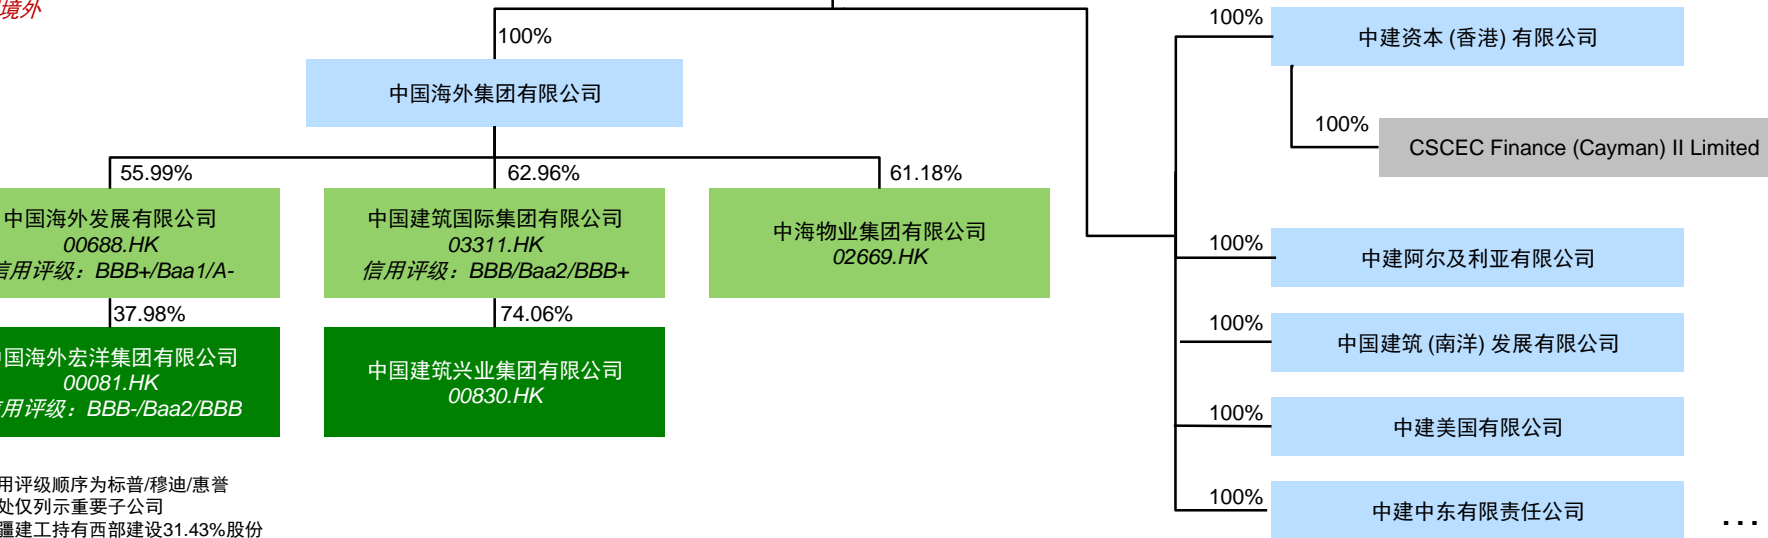 境外
100%
中国海外集团有限公司
55.99%
62.96%
61.18%
中国海外发展有限公司
00688.HK
信用评级：BBB+/Baa1/A-
中国建筑国际集团有限公司
03311.HK
信用评级：BBB/Baa2/BBB+
中海物业集团有限公司
02669.HK
37.98%
74.06%
中国海外宏洋集团有限公司
00081.HK
信用评级：BBB-/Baa2/BBB
中国建筑兴业集团有限公司
00830.HK
100%
中建资本 (香港) 有限公司
100%
CSCEC Finance (Cayman) II Limited
100%
中建阿尔及利亚有限公司
100%
中国建筑 (南洋) 发展有限公司
100%
中建美国有限公司
100%
中建中东有限责任公司
...
用评级顺序为标普/穆迪/惠誉
处仅列示重要子公司
疆建工持有西部建设31.43%股份